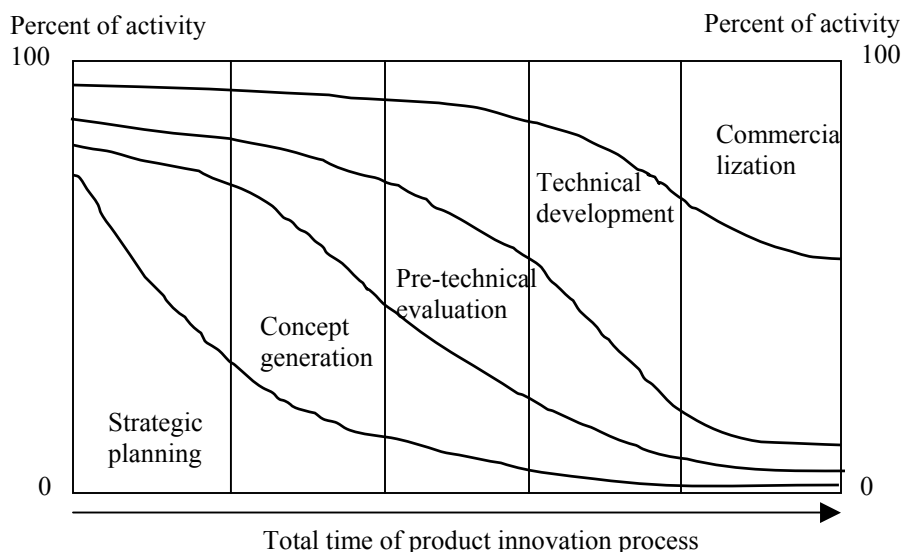 Percent of activity
100
Percent of activity
100
Commercia
lization
Technical
development
Pre-technical
evaluation
Concept
generation
Strategic
planning
0
0
Total time of product innovation process